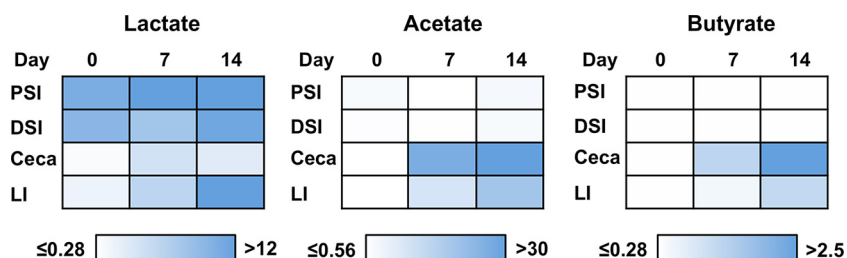 Lactate Acetate Butyrate
Day 0 7 14 Day 0 7 14 Day 0 7 14
PSI PSI PSI
DSI DSI DSI
Ceca Ceca Ceca
LI LI LI
≤0.28 >12 ≤0.56 >30 ≤0.28 >2.5